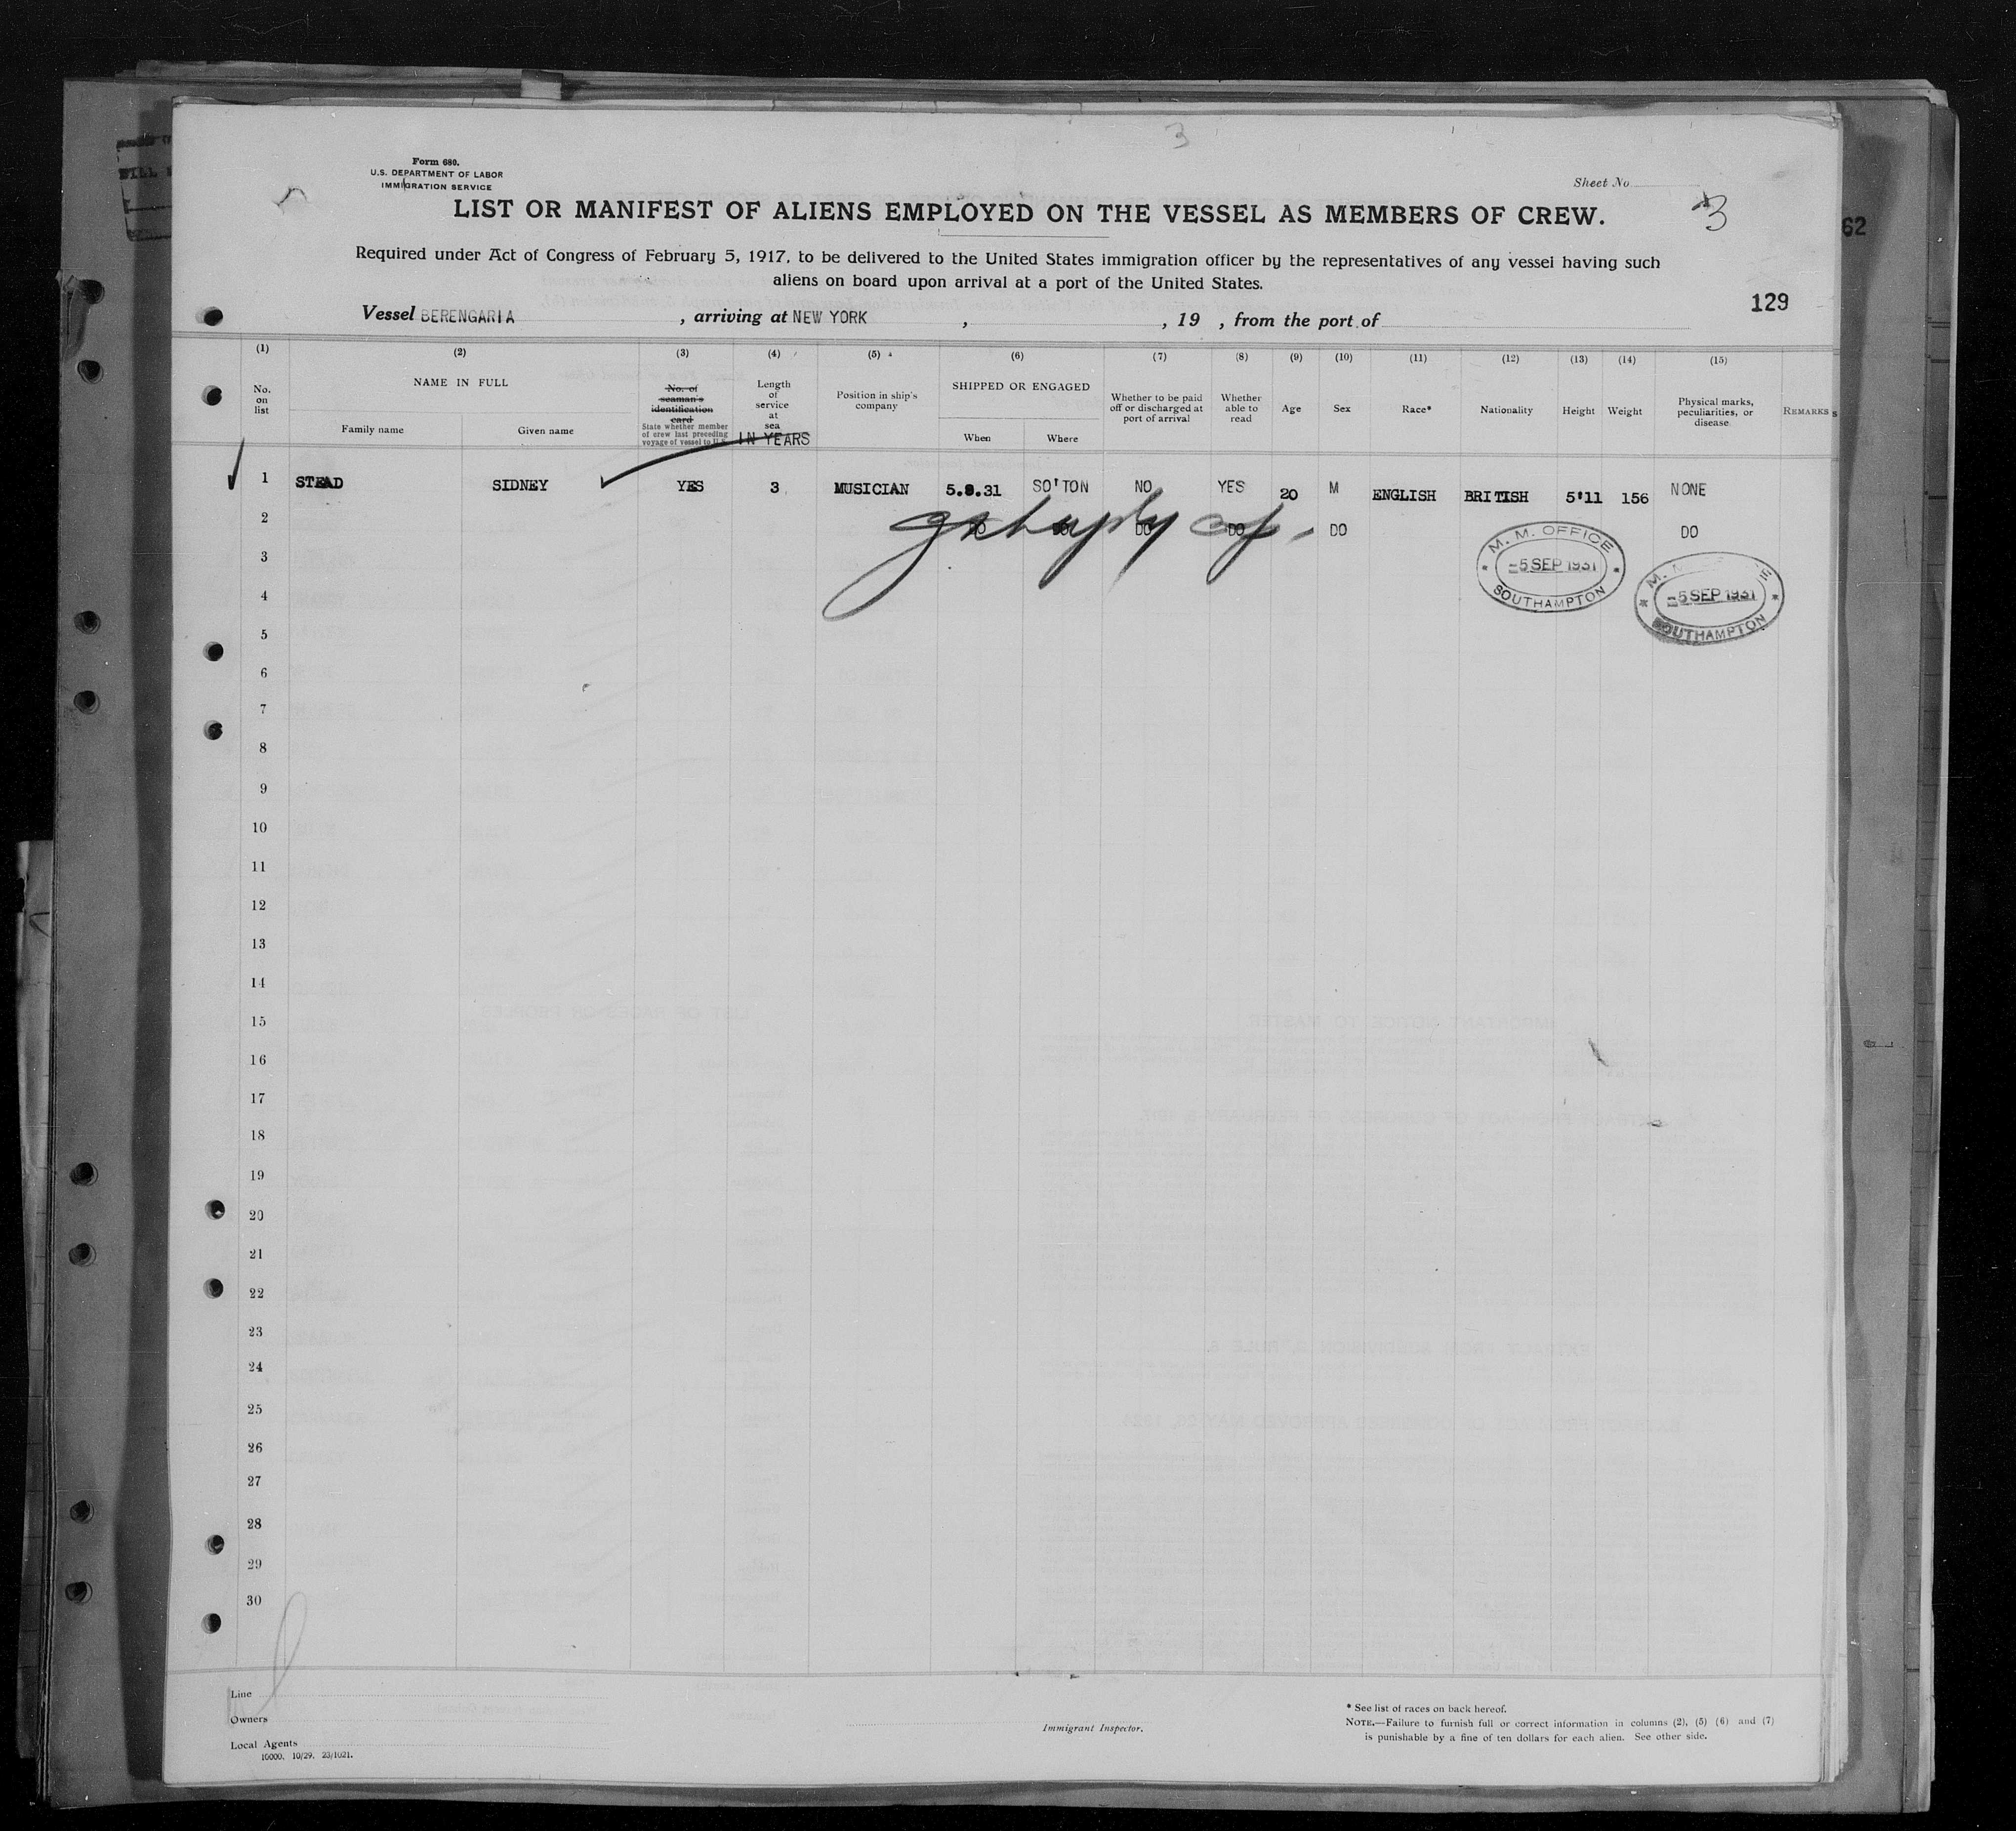 3
Form 680.
U.S. DEPARTMENT OF LABOR
IMMIGRATION SERVICE
Sheet No
3
LIST OR MANIFEST OF ALIENS EMPLOYED ON THE VESSEL AS MEMBERS OF CREW.
62
Required under Act of Congress of February 5, 1917, to be delivered to the United States immigration officer by the representatives of any vessel having such
aliens on board upon arrival at a port of the United States.
129
Vessel BERENGARIA, arriving at NEW YORK, , 19 , from the port of
(1) (2) (3) (4) (5) (6) (7) (8) (9) (10) (11) (12) (13) (14) (15)
No. on list
NAME IN FULL
Family name Given name
No. of seaman's identification card
State whether member of crew last preceding voyage of vessel to U.S.
Length of service at sea
IN YEARS
Position in ship's company
SHIPPED OR ENGAGED
When Where
Whether to be paid off or discharged at port of arrival
Whether able to read
Age
Sex
Race*
Nationality
Height
Weight
Physical marks, peculiarities, or disease
REMARKS
1 STEAD SIDNEY YES 3 MUSICIAN 5.9.31 SO'TON NO YES 20 M ENGLISH BRITISH 5'11 156 NONE
2 DO DO DO DO DO DO
M. M. OFFICE
-5 SEP 1931
SOUTHAMPTON
-5 SEP 1931
SOUTHAMPTON
3
4
5
6
7
8
9
10
11
12
13
14
15
16
17
18
19
20
21
22
23
24
25
26
27
28
29
30
Line
Owners
Local Agents
10000. 10/29. 23/1021.
Immigrant Inspector.
* See list of races on back hereof.
NOTE.—Failure to furnish full or correct information in columns (2), (5) (6) and (7)
is punishable by a fine of ten dollars for each alien. See other side.